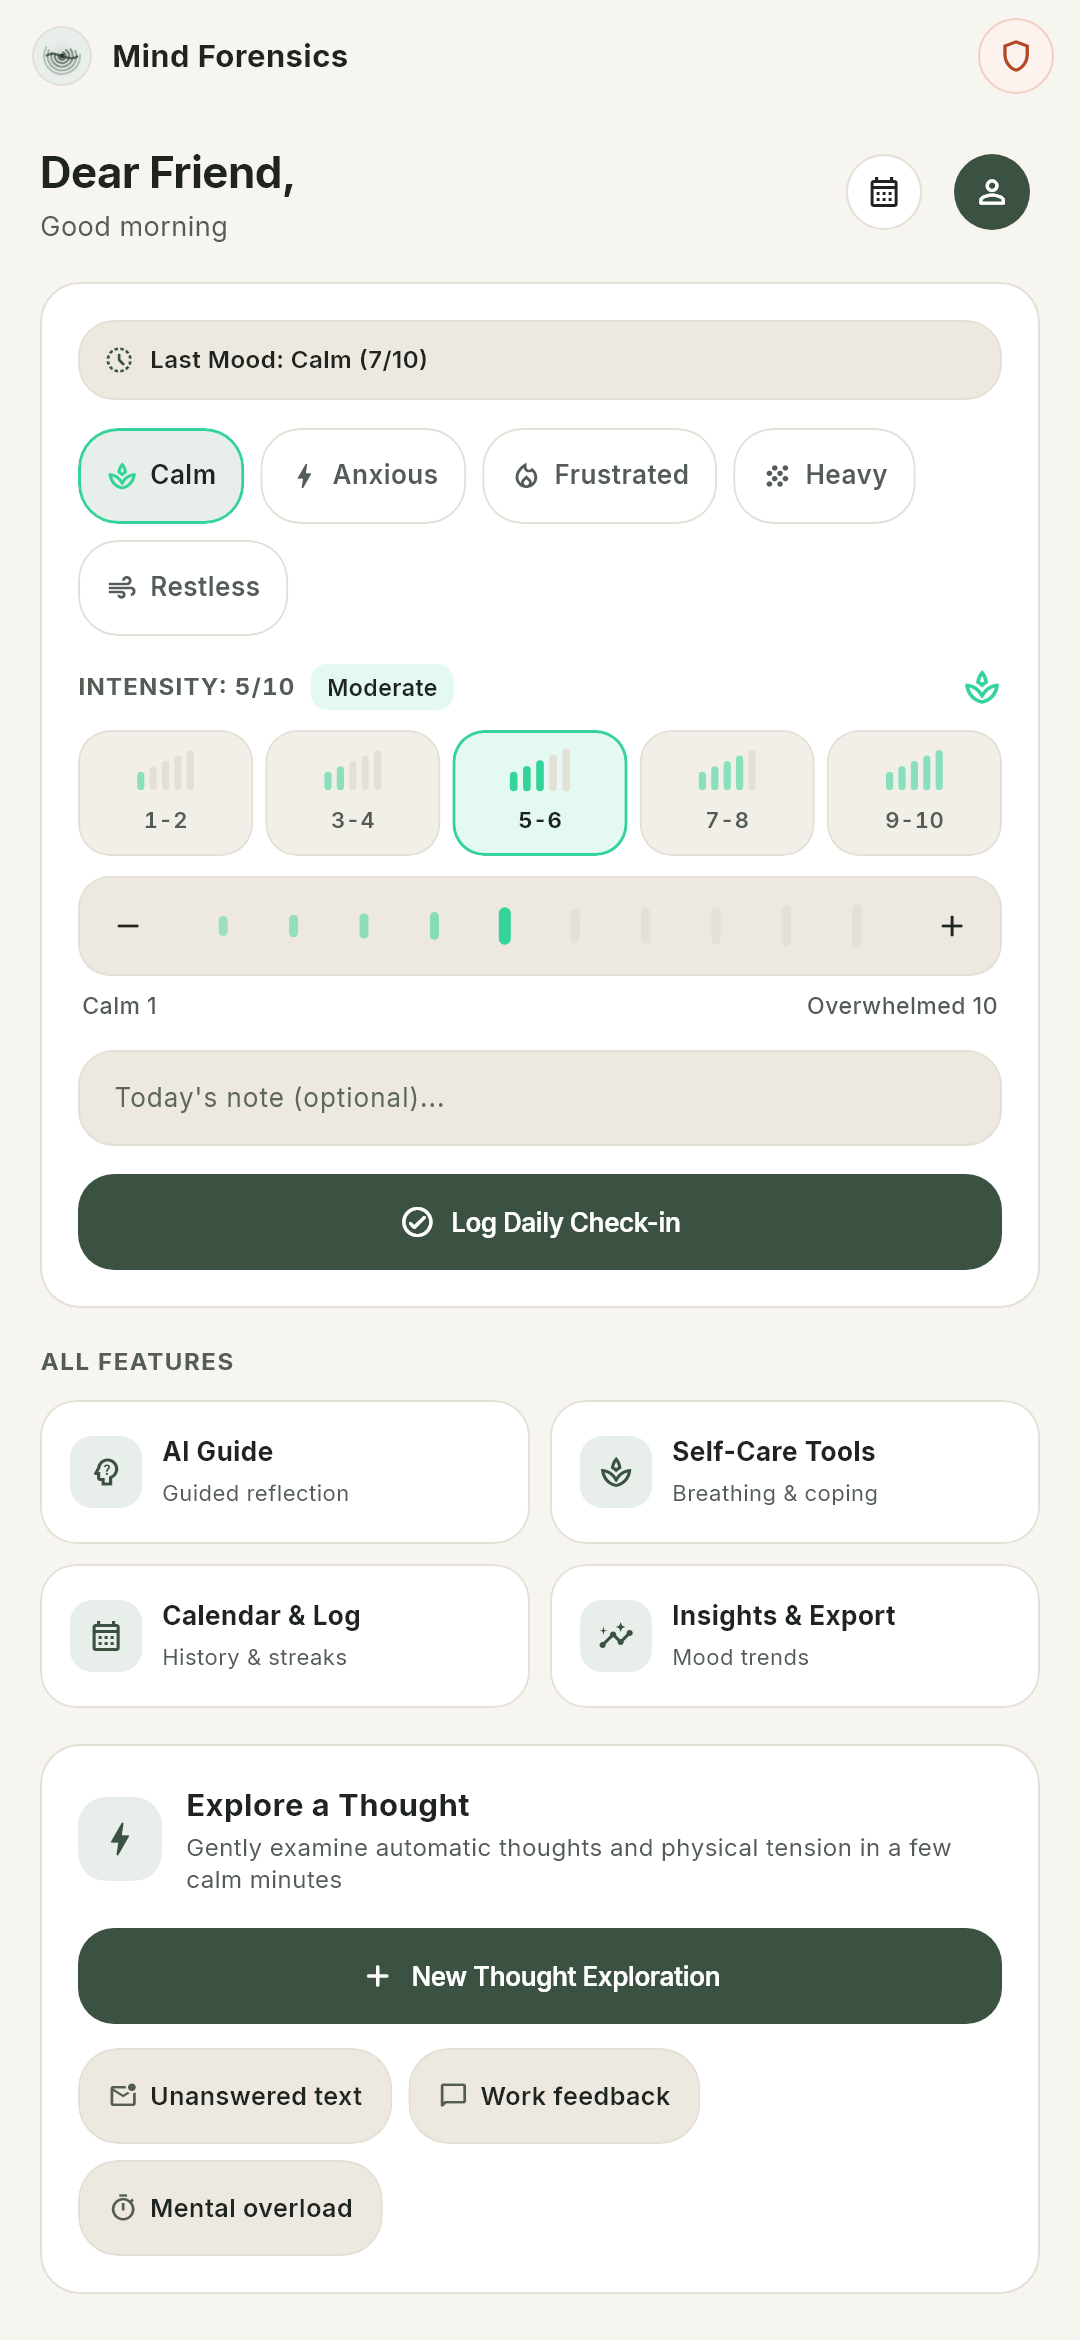 Mind Forensics
Dear Friend,
Good morning
Last Mood: Calm (7/10)
Calm
Anxious
Frustrated
Heavy
Restless
INTENSITY: 5/10
Moderate
1-2
3-4
5-6
7-8
9-10
Calm 1
Overwhelmed 10
Today's note (optional)...
Log Daily Check-in
ALL FEATURES
AI Guide
Guided reflection
Self-Care Tools
Breathing & coping
Calendar & Log
History & streaks
Insights & Export
Mood trends
Explore a Thought
Gently examine automatic thoughts and physical tension in a few
calm minutes
New Thought Exploration
Unanswered text
Work feedback
Mental overload